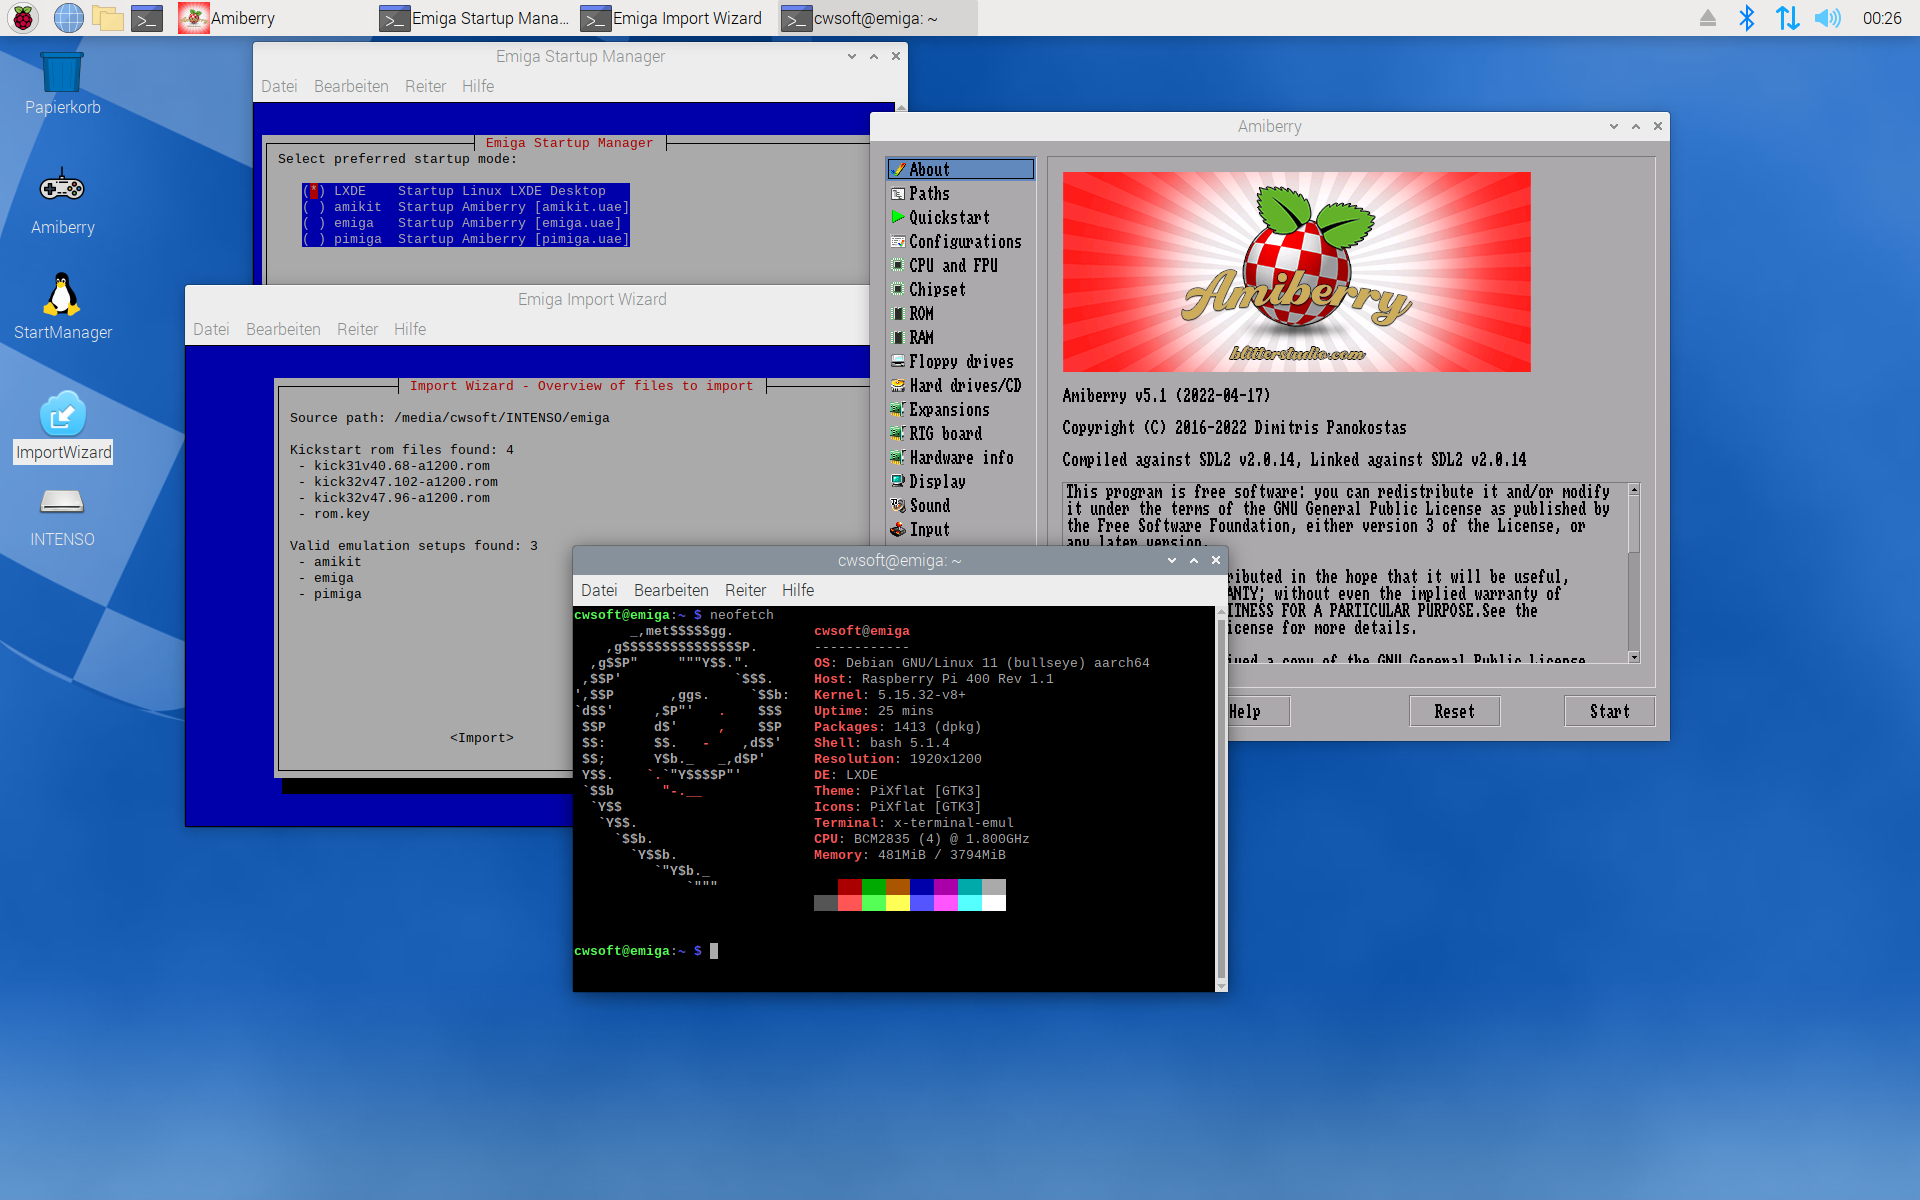 Amiberry
Emiga Startup Mana...
Emiga Import Wizard
cwsoft@emiga: ~
00:26
Papierkorb
Amiberry
StartManager
ImportWizard
INTENSO
Emiga Startup Manager
Datei Bearbeiten Reiter Hilfe
Emiga Startup Manager
Select preferred startup mode:
(*) LXDE Startup Linux LXDE Desktop
( ) amikit Startup Amiberry [amikit.uae]
( ) emiga Startup Amiberry [emiga.uae]
( ) pimiga Startup Amiberry [pimiga.uae]
Emiga Import Wizard
Datei Bearbeiten Reiter Hilfe
Import Wizard - Overview of files to import
Source path: /media/cwsoft/INTENSO/emiga
Kickstart rom files found: 4
- kick31v40.68-a1200.rom
- kick32v47.102-a1200.rom
- kick32v47.96-a1200.rom
- rom.key
Valid emulation setups found: 3
- amikit
- emiga
- pimiga
<Import>
Amiberry
About
Paths
Quickstart
Configurations
CPU and FPU
Chipset
ROM
RAM
Floppy drives
Hard drives/CD
Expansions
RTG board
Hardware info
Display
Sound
Input
Amiberry
blitterstudio.com
Amiberry v5.1 (2022-04-17)
Copyright (C) 2016-2022 Dimitris Panokostas
Compiled against SDL2 v2.0.14, Linked against SDL2 v2.0.14
This program is free software: you can redistribute it and/or modify
it under the terms of the GNU General Public License as published by
the Free Software Foundation, either version 3 of the License, or
any later version.
ributed in the hope that it will be useful,
ANTY; without even the implied warranty of
ITNESS FOR A PARTICULAR PURPOSE.See the
icense for more details.
ived a copy of the GNU General Public License
Help
Reset
Start
cwsoft@emiga: ~
Datei Bearbeiten Reiter Hilfe
cwsoft@emiga:~ $ neofetch
_,met$$$$$gg. cwsoft@emiga
,g$$$$$$$$$$$$$$$P. ------------
,g$$P" """Y$$.". OS: Debian GNU/Linux 11 (bullseye) aarch64
,$$P' `$$$. Host: Raspberry Pi 400 Rev 1.1
',$$P ,ggs. `$$b: Kernel: 5.15.32-v8+
`d$$' ,$P"' . $$$ Uptime: 25 mins
$$P d$' , $$P Packages: 1413 (dpkg)
$$: $$. - ,d$$' Shell: bash 5.1.4
$$; Y$b._ _,d$P' Resolution: 1920x1200
Y$$. `.`"Y$$$$P"' DE: LXDE
`$$b "-.__ Theme: PiXflat [GTK3]
`Y$$ Icons: PiXflat [GTK3]
`Y$$. Terminal: x-terminal-emul
`$$b. CPU: BCM2835 (4) @ 1.800GHz
`Y$$b. Memory: 481MiB / 3794MiB
`"Y$b._
`"""
cwsoft@emiga:~ $